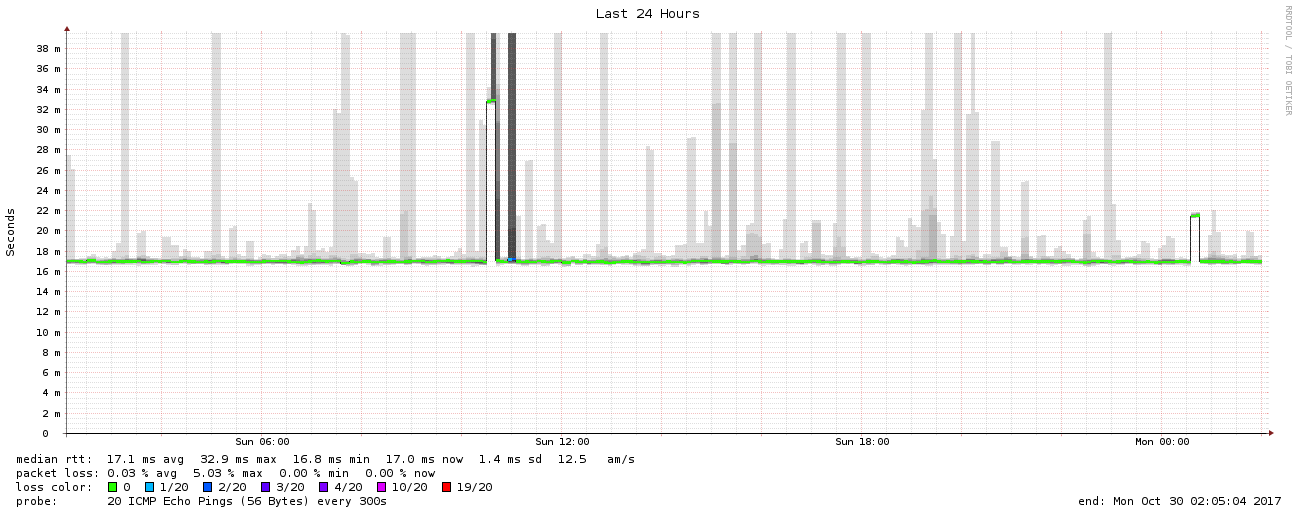 Last 24 Hours
RRDTOOL / TOBI OETIKER
Seconds
38 m
36 m
34 m
32 m
30 m
28 m
26 m
24 m
22 m
20 m
18 m
16 m
14 m
12 m
10 m
8 m
6 m
4 m
2 m
0
Sun 06:00 Sun 12:00 Sun 18:00 Mon 00:00
median rtt: 17.1 ms avg 32.9 ms max 16.8 ms min 17.0 ms now 1.4 ms sd 12.5 am/s
packet loss: 0.03 % avg 5.03 % max 0.00 % min 0.00 % now
loss color: 0 1/20 2/20 3/20 4/20 10/20 19/20
probe: 20 ICMP Echo Pings (56 Bytes) every 300s end: Mon Oct 30 02:05:04 2017